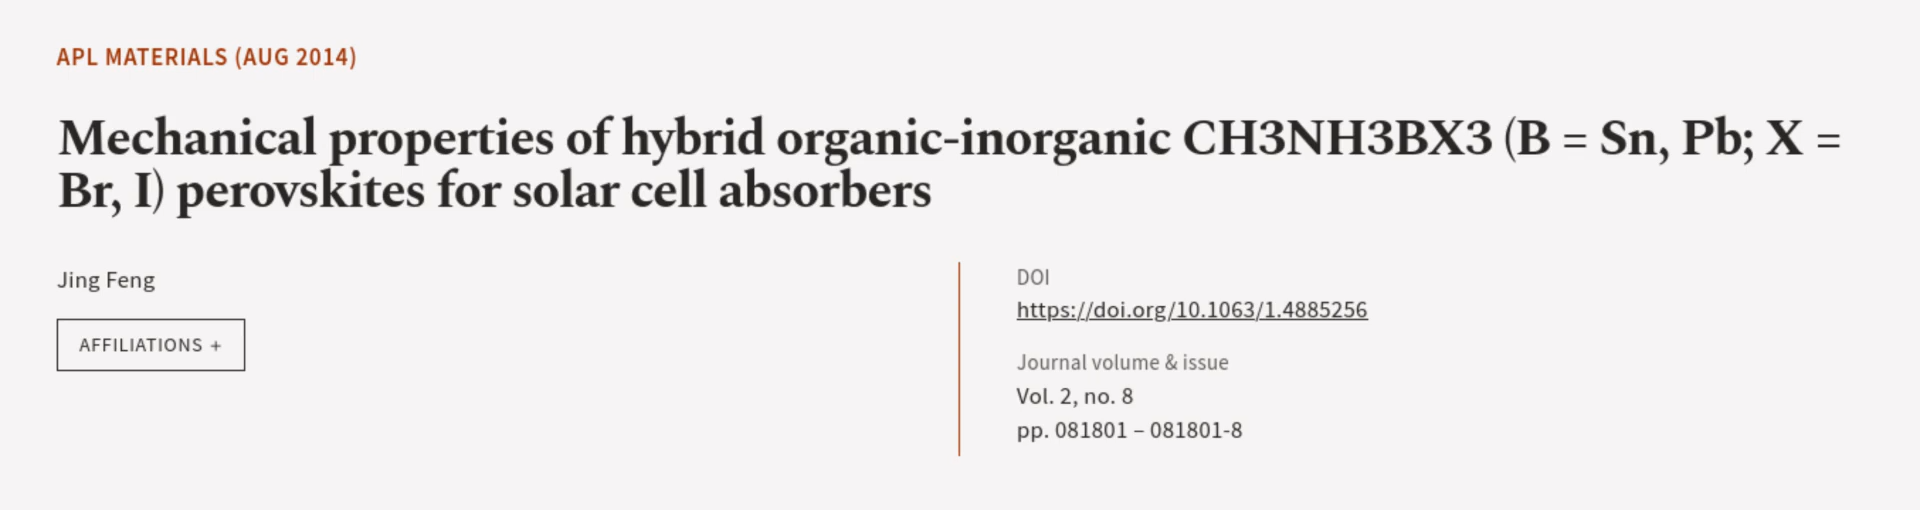 APL MATERIALS (AUG 2014)
Mechanical properties of hybrid organic-inorganic CH3NH3BX3 (B = Sn, Pb; X =
Br, I) perovskites for solar cell absorbers
Jing Feng
AFFILIATIONS +
DOI
https://doi.org/10.1063/1.4885256
Journal volume & issue
Vol. 2, no. 8
pp. 081801 – 081801-8